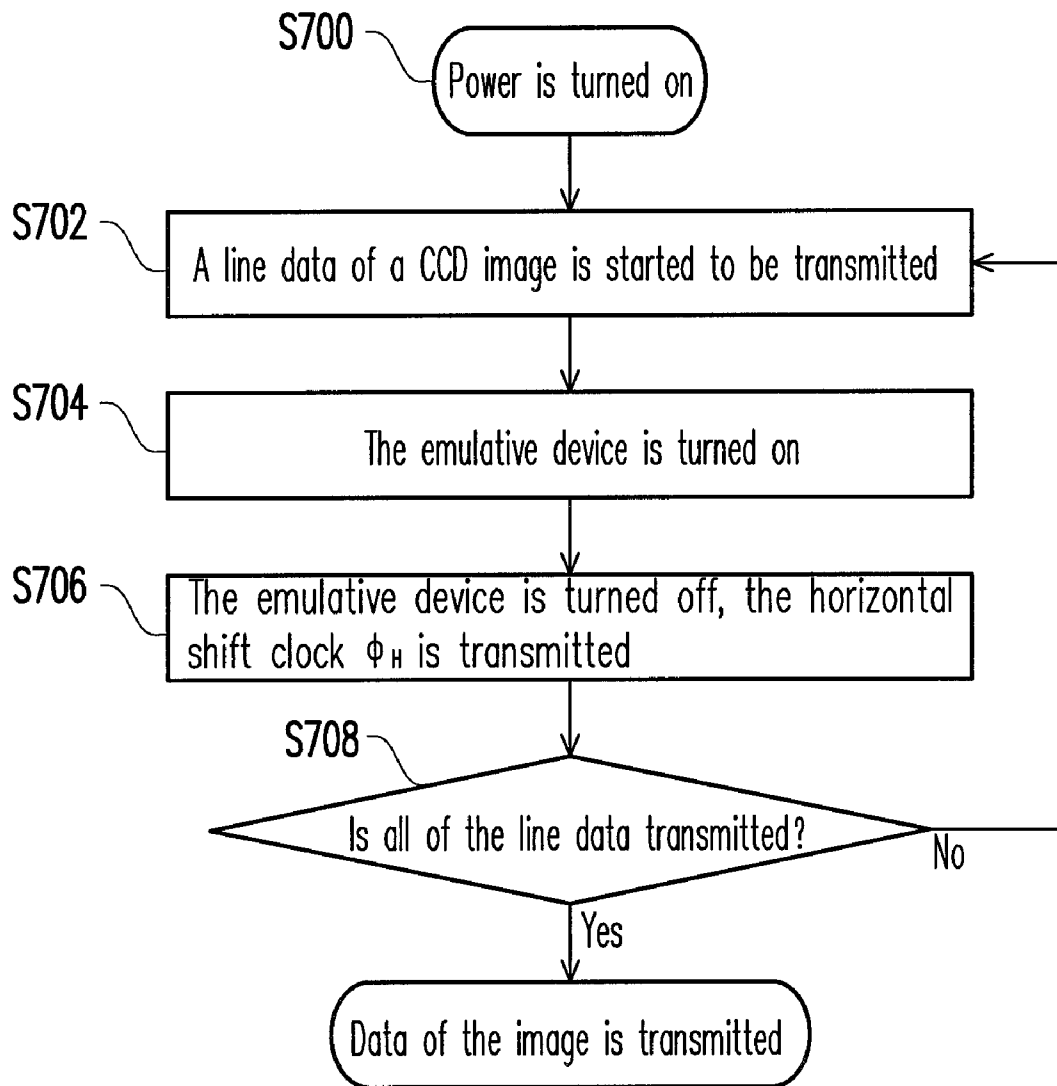 S700
Power is turned on
S702
A line data of a CCD image is started to be transmitted
S704
The emulative device is turned on
S706
The emulative device is turned off, the horizontal
shift clock ΦH is transmitted
S708
Is all of the line data transmitted?
No
Yes
Data of the image is transmitted